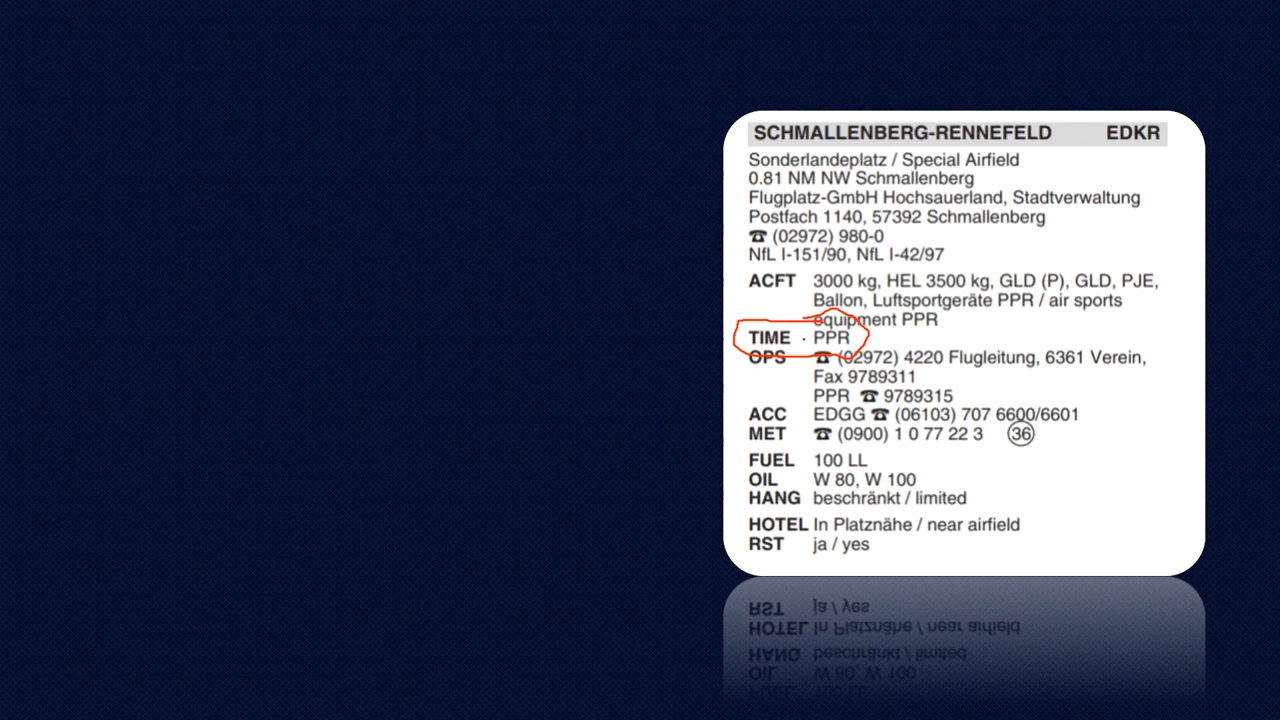 SCHMALLENBERG-RENNEFELD EDKR
Sonderlandeplatz / Special Airfield
0.81 NM NW Schmallenberg
Flugplatz-GmbH Hochsauerland, Stadtverwaltung
Postfach 1140, 57392 Schmallenberg
☎ (02972) 980-0
NfL I-151/90, NfL I-42/97
ACFT 3000 kg, HEL 3500 kg, GLD (P), GLD, PJE,
Ballon, Luftsportgeräte PPR / air sports
equipment PPR
TIME PPR
OPS ☎ (02972) 4220 Flugleitung, 6361 Verein,
Fax 9789311
PPR ☎ 9789315
ACC EDGG ☎ (06103) 707 6600/6601
MET ☎ (0900) 1 0 77 22 3 36
FUEL 100 LL
OIL W 80, W 100
HANG beschränkt / limited
HOTEL In Platznähe / near airfield
RST ja / yes